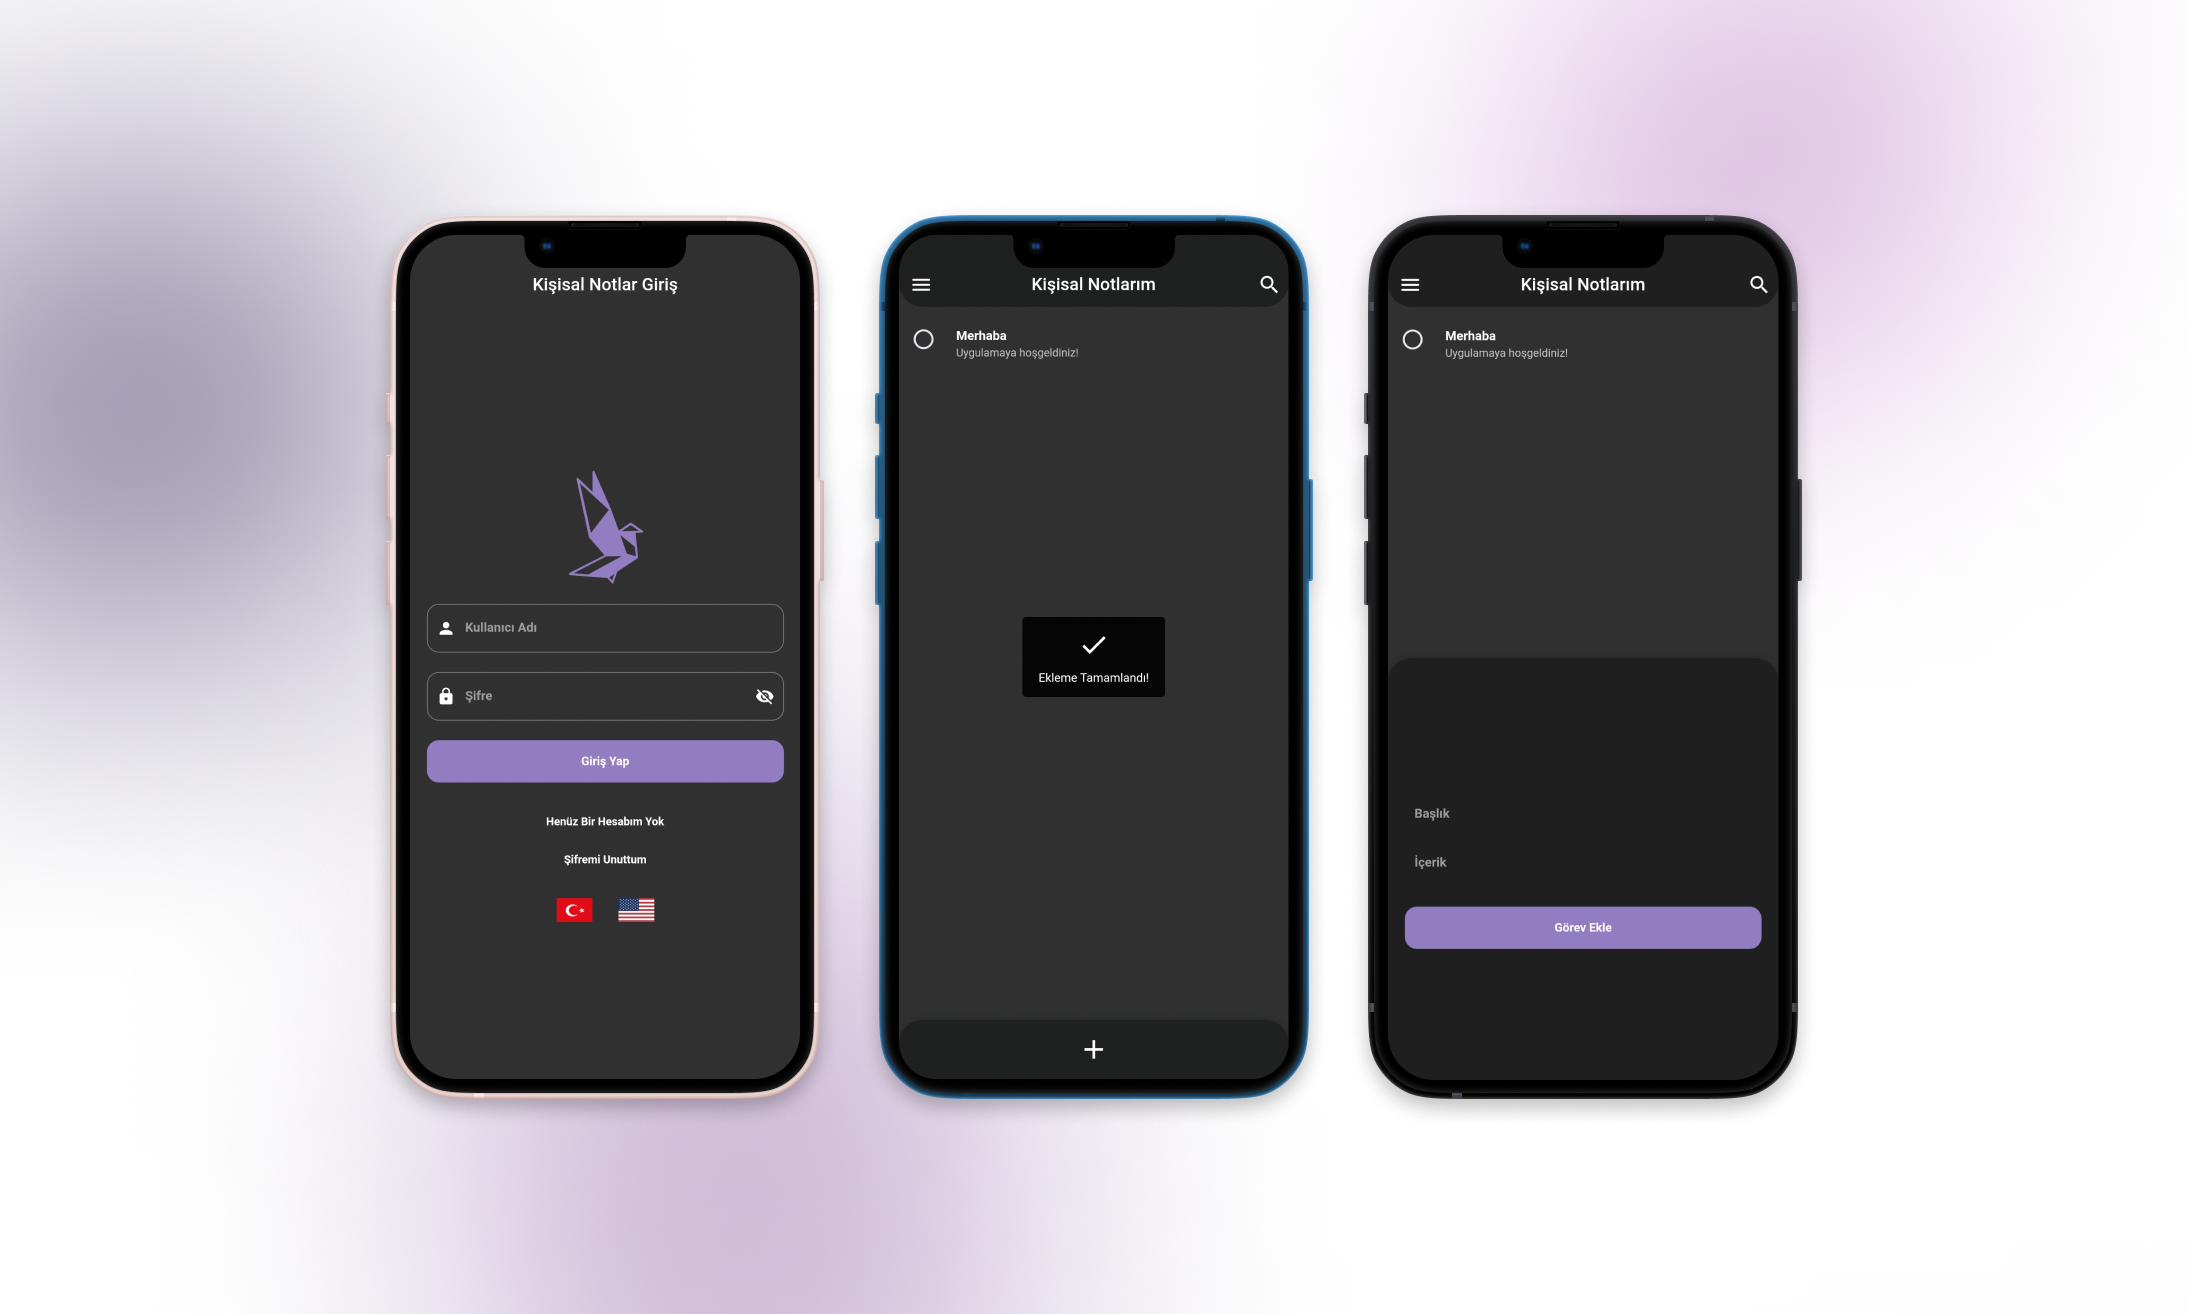 Kişisal Notlar Giriş
Kullanıcı Adı
Şifre
Giriş Yap
Henüz Bir Hesabım Yok
Şifremi Unuttum
Kişisal Notlarım
Merhaba
Uygulamaya hoşgeldiniz!
Ekleme Tamamlandı!
Kişisal Notlarım
Merhaba
Uygulamaya hoşgeldiniz!
Başlık
İçerik
Görev Ekle